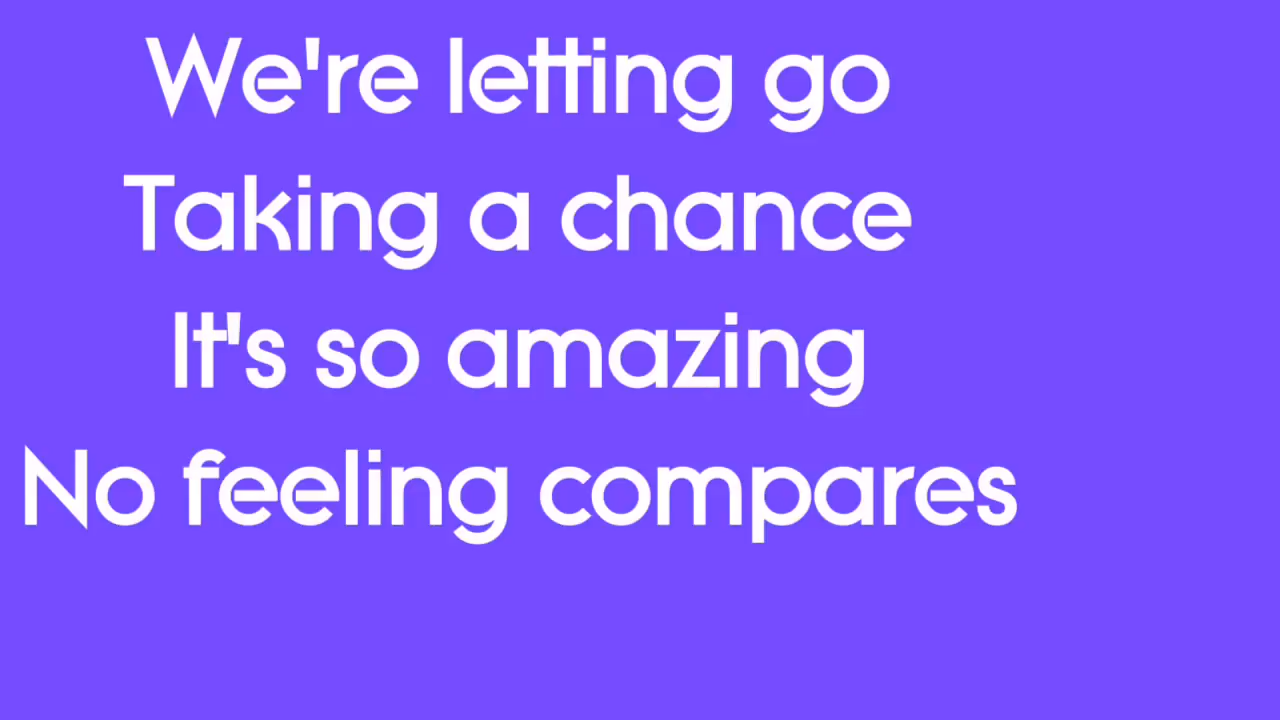 We're letting go
Taking a chance
It's so amazing
No feeling compares